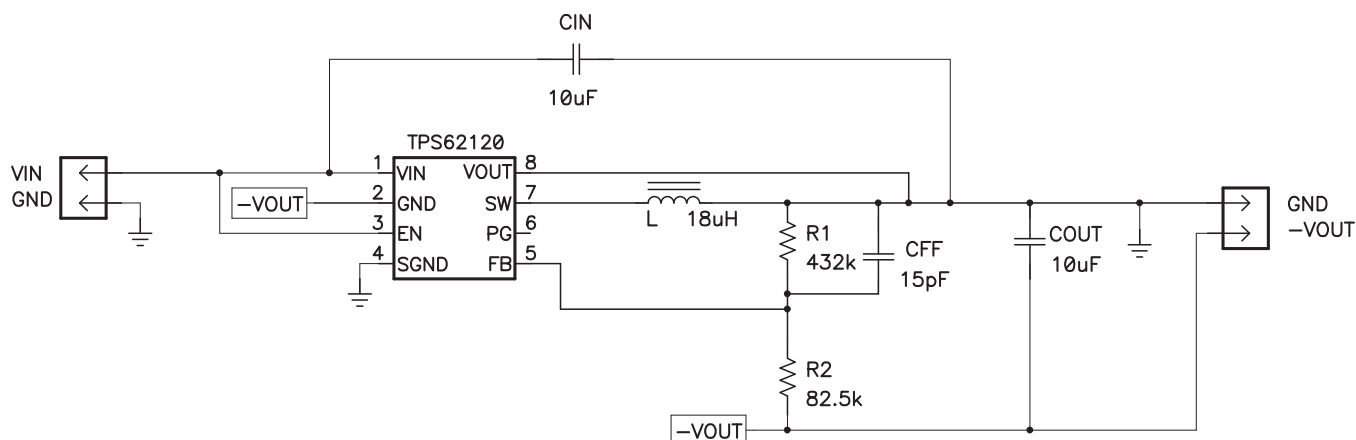 CIN
10uF
TPS62120
VIN
GND
1
VIN
VOUT
8
-VOUT
2
GND
SW
7
L
18uH
3
EN
PG
6
4
SGND
FB
5
R1
432k
CFF
15pF
COUT
10uF
GND
-VOUT
R2
82.5k
-VOUT